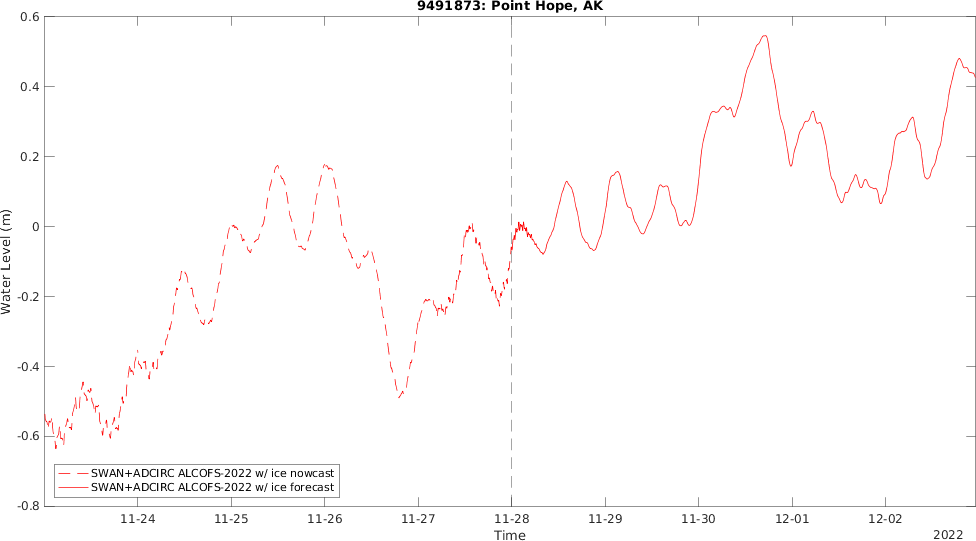 9491873: Point Hope, AK
0.6
0.4
0.2
0
-0.2
-0.4
-0.6
-0.8
Water Level (m)
SWAN+ADCIRC ALCOFS-2022 w/ ice nowcast
SWAN+ADCIRC ALCOFS-2022 w/ ice forecast
11-24 11-25 11-26 11-27 11-28 11-29 11-30 12-01 12-02
Time
2022